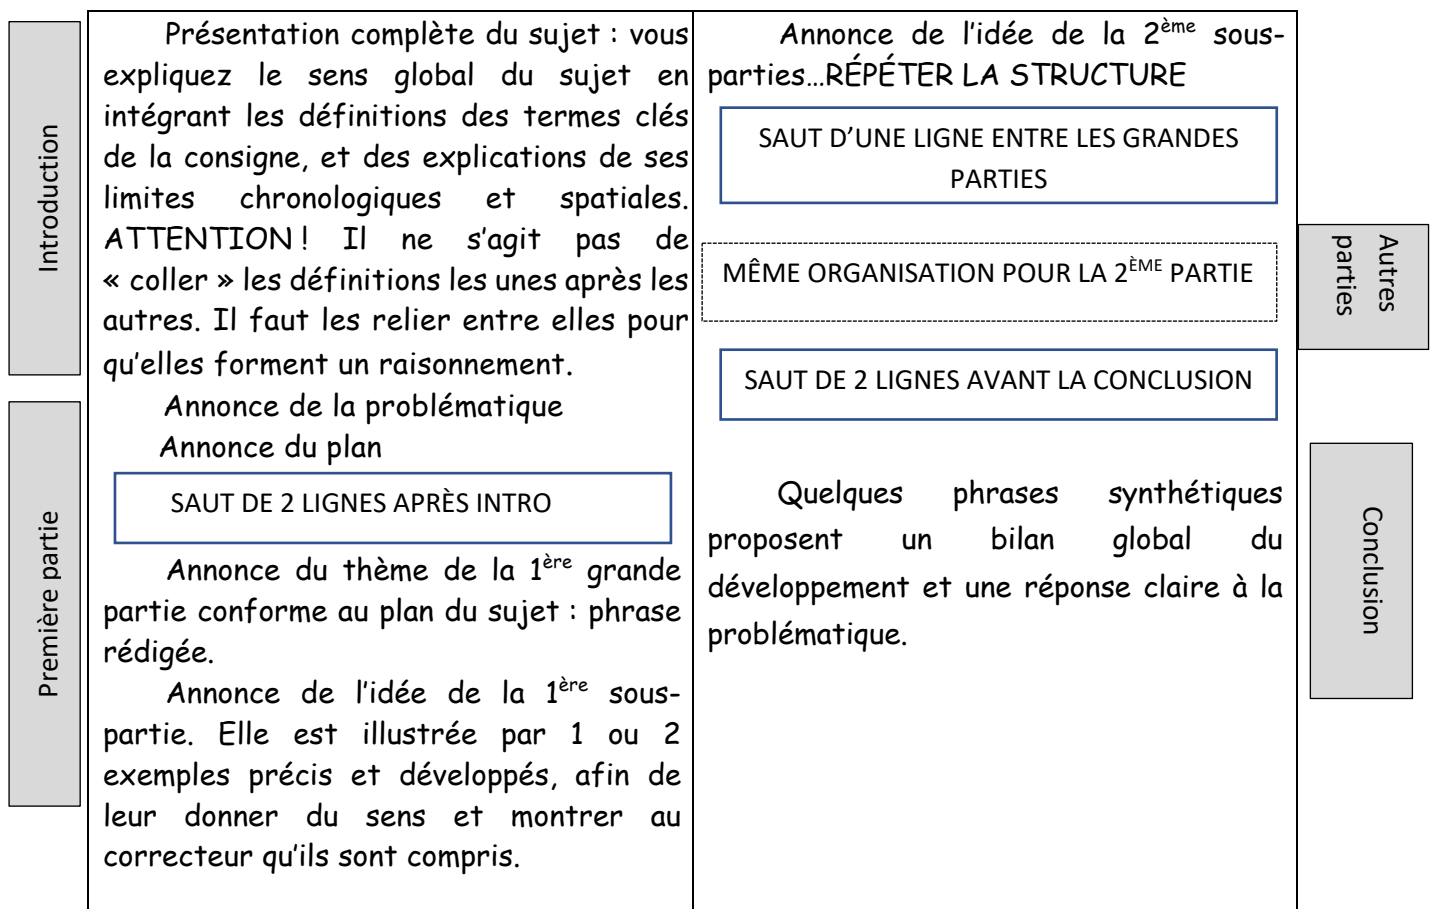 Introduction
Présentation complète du sujet : vous
expliquez le sens global du sujet en
intégrant les définitions des termes clés
de la consigne, et des explications de ses
limites chronologiques et spatiales.
ATTENTION ! Il ne s’agit pas de
« coller » les définitions les unes après les
autres. Il faut les relier entre elles pour
qu’elles forment un raisonnement.
Annonce de la problématique
Annonce du plan
SAUT DE 2 LIGNES APRÈS INTRO
Première partie
Annonce du thème de la 1ère grande
partie conforme au plan du sujet : phrase
rédigée.
Annonce de l’idée de la 1ère sous-
partie. Elle est illustrée par 1 ou 2
exemples précis et développés, afin de
leur donner du sens et montrer au
correcteur qu’ils sont compris.
Annonce de l’idée de la 2ème sous-
parties…RÉPÉTER LA STRUCTURE
SAUT D’UNE LIGNE ENTRE LES GRANDES
PARTIES
MÊME ORGANISATION POUR LA 2ÈME PARTIE
Autres
parties
SAUT DE 2 LIGNES AVANT LA CONCLUSION
Quelques phrases synthétiques
proposent un bilan global du
développement et une réponse claire à la
problématique.
Conclusion